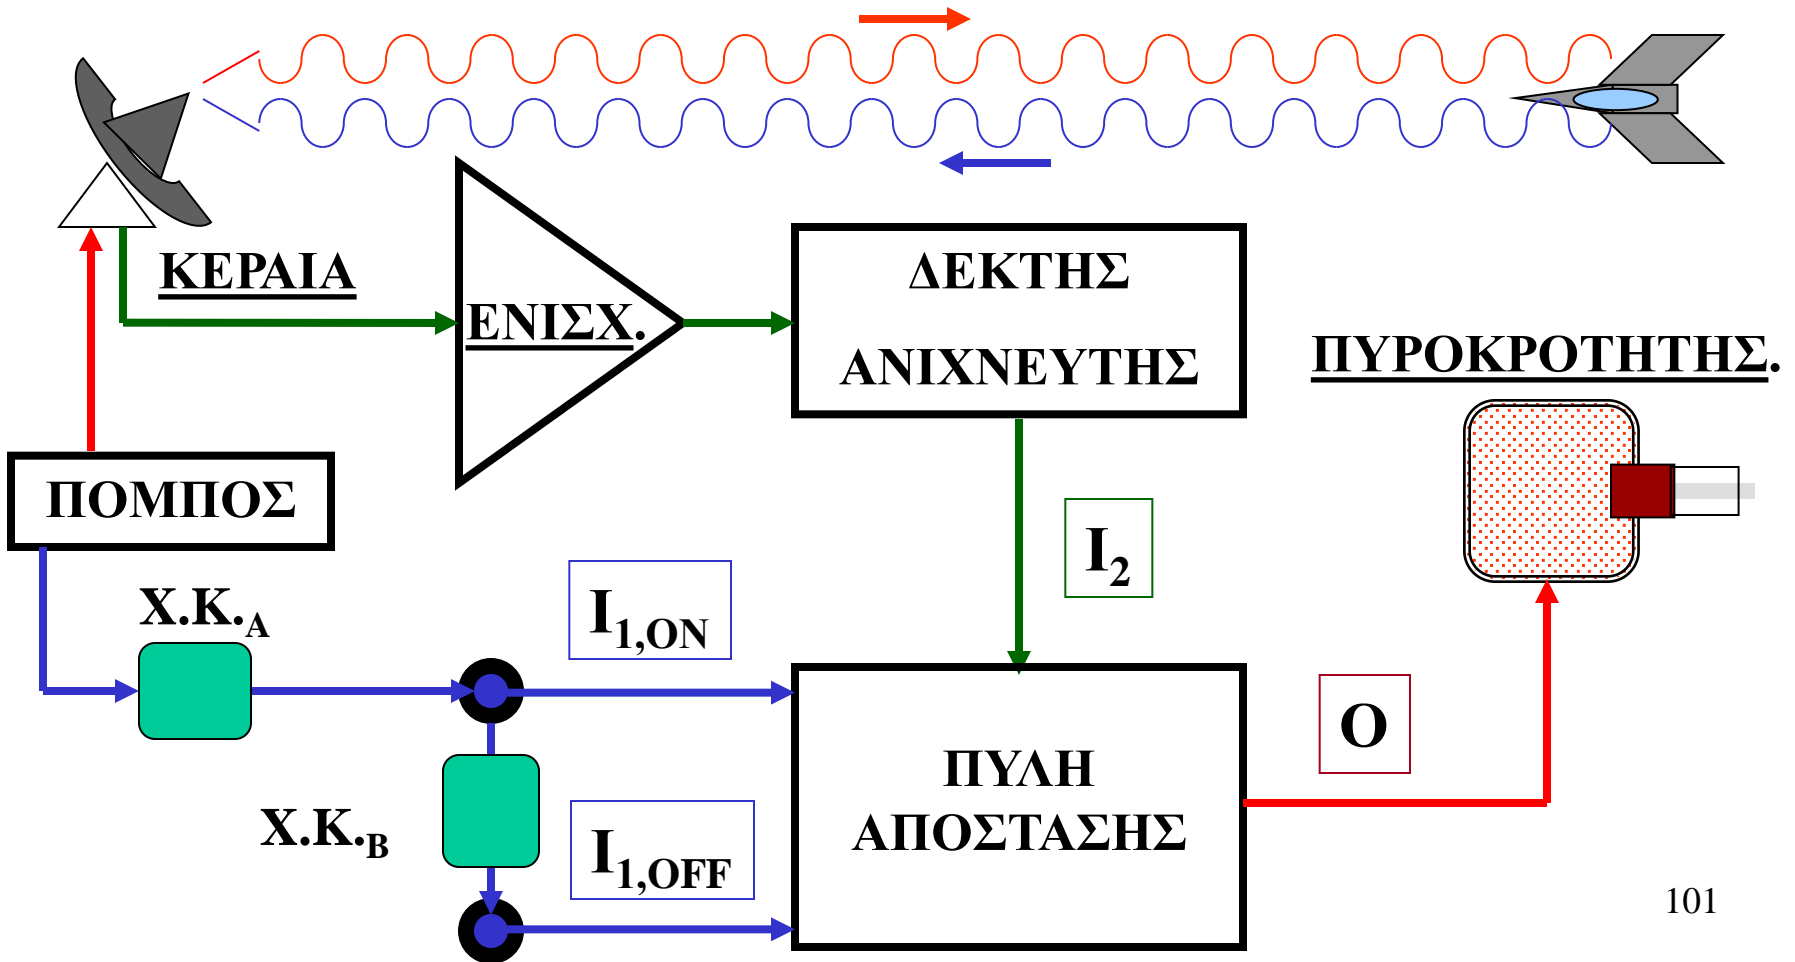 ΚΕΡΑΙΑ
ΕΝΙΣΧ.
ΔΕΚΤΗΣ
ΑΝΙΧΝΕΥΤΗΣ
ΠΥΡΟΚΡΟΤΗΤΗΣ.
ΠΟΜΠΟΣ
I2
Χ.Κ.Α
I1,ON
Ο
ΠΥΛΗ
ΑΠΟΣΤΑΣΗΣ
Χ.Κ.Β
I1,OFF
101